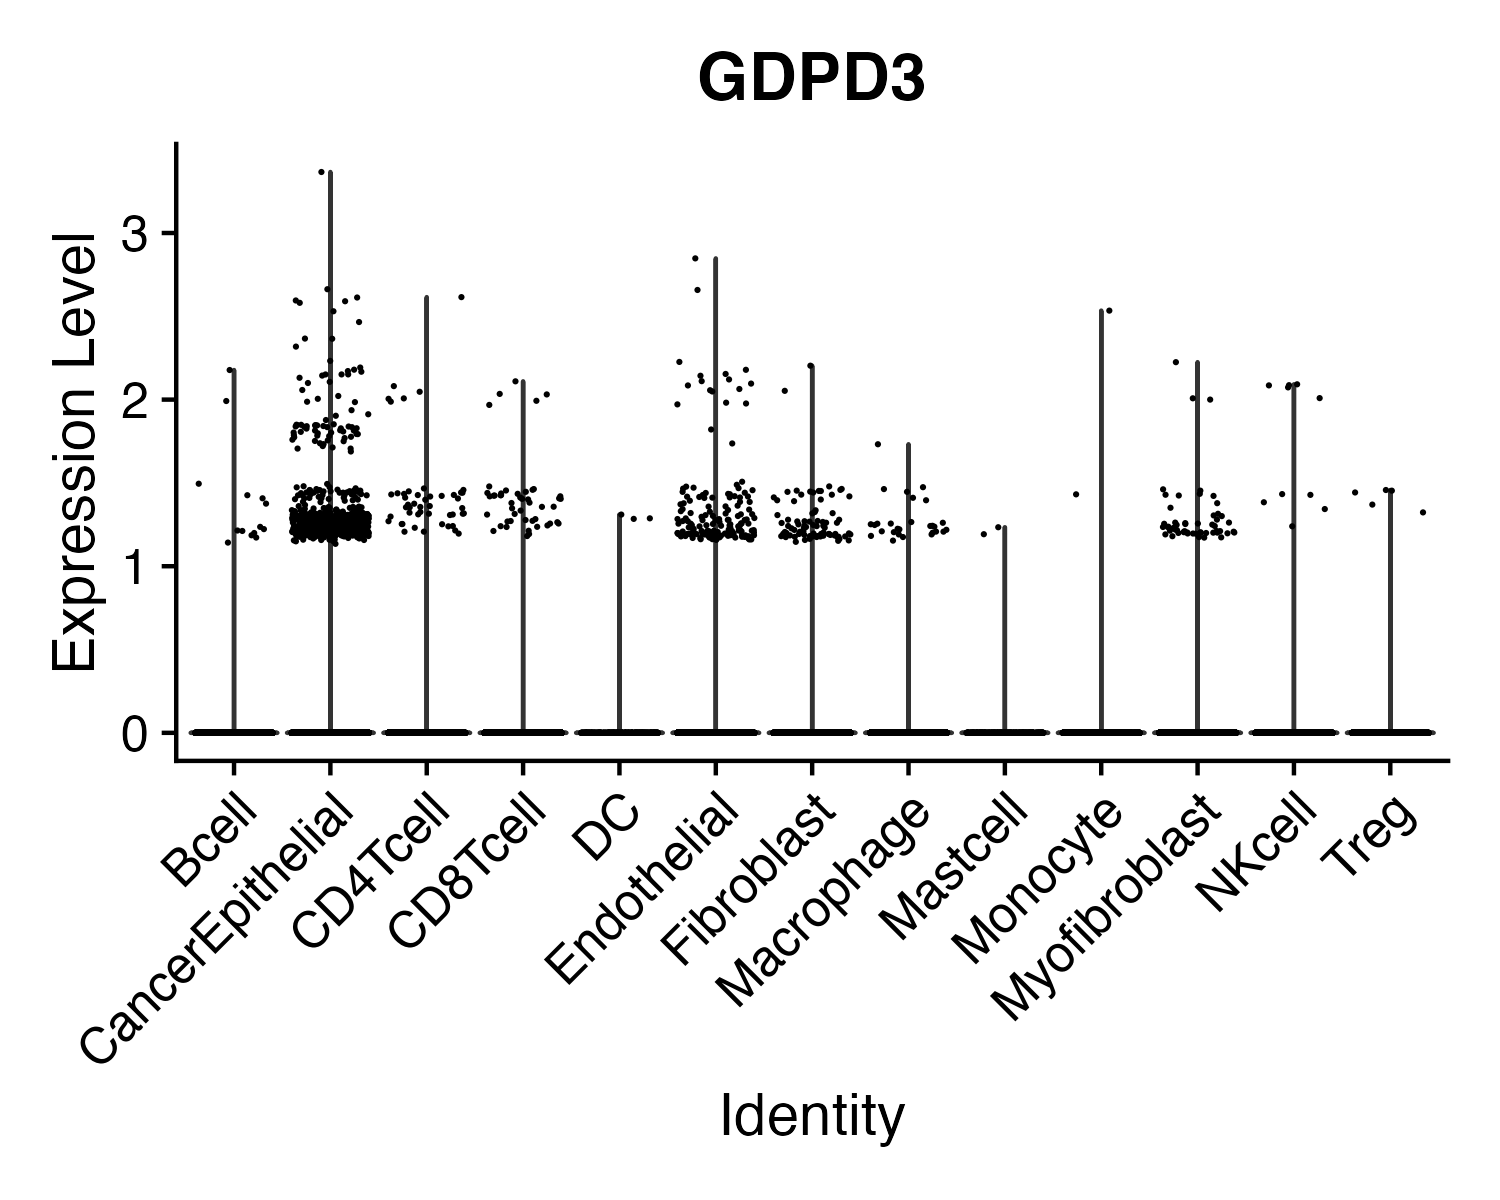 GDPD3
Expression Level
3
2
1
0
Bcell
CancerEpithelial
CD4Tcell
CD8Tcell
DC
Endothelial
Fibroblast
Macrophage
Mastcell
Monocyte
Myofibroblast
NKcell
Treg
Identity